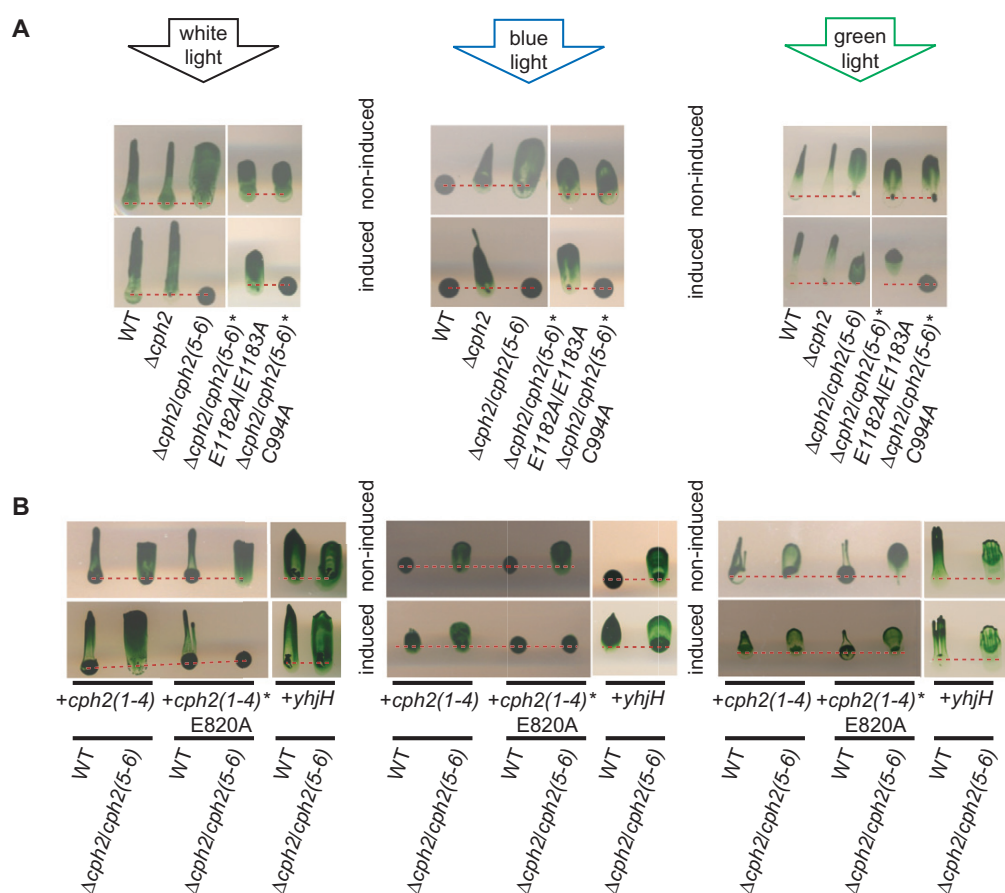 A
white
light
blue
light
green
light
non-induced
induced
non-induced
induced
non-induced
induced
WT
Δcph2
Δcph2/cph2(5-6)
Δcph2/cph2(5-6)*
E1182A/E1183A
Δcph2/cph2(5-6)*
C994A
WT
Δcph2
Δcph2/cph2(5-6)
Δcph2/cph2(5-6)*
E1182A/E1183A
Δcph2/cph2(5-6)*
C994A
WT
Δcph2
Δcph2/cph2(5-6)
Δcph2/cph2(5-6)*
E1182A/E1183A
Δcph2/cph2(5-6)*
C994A
B
non-induced
induced
non-induced
induced
+cph2(1-4) +cph2(1-4)* +yhjH
E820A
+cph2(1-4) +cph2(1-4)* +yhjH
E820A
+cph2(1-4) +cph2(1-4)* +yhjH
E820A
WT
Δcph2/cph2(5-6)
WT
Δcph2/cph2(5-6)
WT
Δcph2/cph2(5-6)
WT
Δcph2/cph2(5-6)
WT
Δcph2/cph2(5-6)
WT
Δcph2/cph2(5-6)
WT
Δcph2/cph2(5-6)
WT
Δcph2/cph2(5-6)
WT
Δcph2/cph2(5-6)